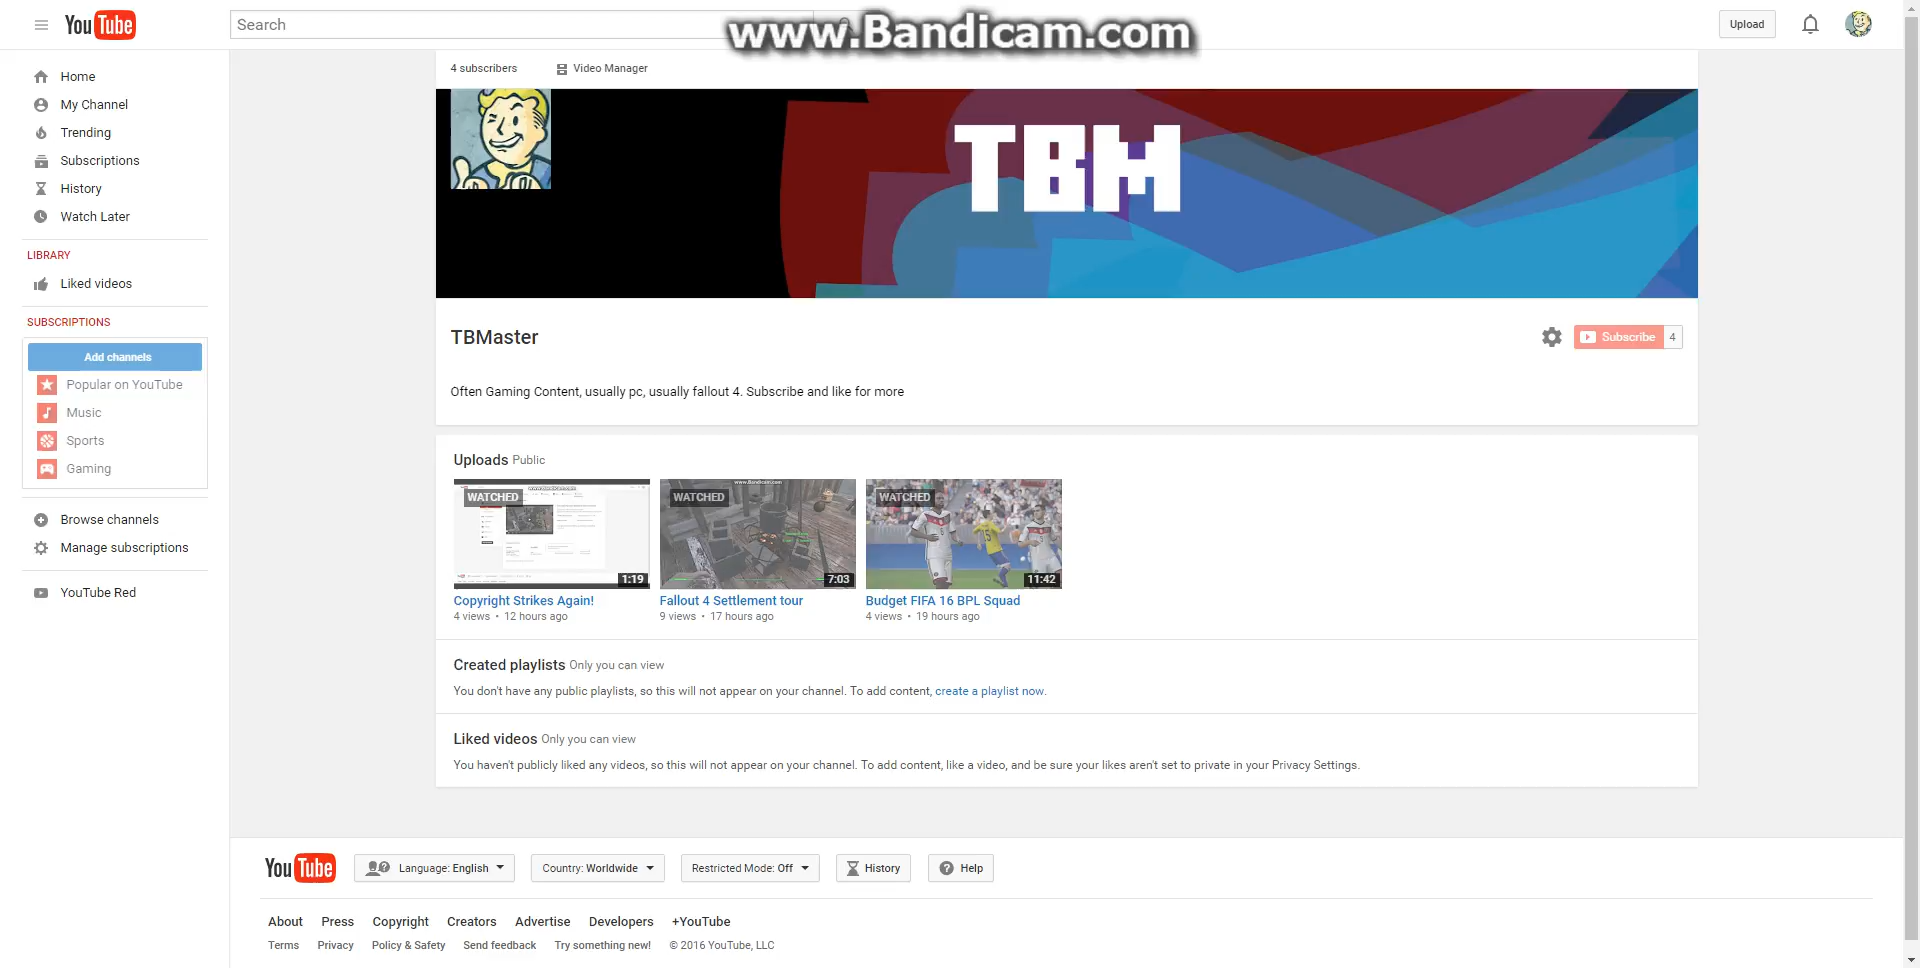 YouTube
Search
www.Bandicam.com
Upload
Home
My Channel
Trending
Subscriptions
History
Watch Later
LIBRARY
Liked videos
SUBSCRIPTIONS
Add channels
Popular on YouTube
Music
Sports
Gaming
Browse channels
Manage subscriptions
YouTube Red
4 subscribers Video Manager
TBM
TBMaster
Subscribe 4
Often Gaming Content, usually pc, usually fallout 4. Subscribe and like for more
Uploads Public
WATCHED
www.Bandicam.com
1:19
Copyright Strikes Again!
4 views • 12 hours ago
www.Bandicam.com
WATCHED
7:03
Fallout 4 Settlement tour
9 views • 17 hours ago
WATCHED
11:42
Budget FIFA 16 BPL Squad
4 views • 19 hours ago
Created playlists Only you can view
You don't have any public playlists, so this will not appear on your channel. To add content, create a playlist now.
Liked videos Only you can view
You haven't publicly liked any videos, so this will not appear on your channel. To add content, like a video, and be sure your likes aren't set to private in your Privacy Settings.
YouTube Language: English Country: Worldwide Restricted Mode: Off History Help
About Press Copyright Creators Advertise Developers +YouTube
Terms Privacy Policy & Safety Send feedback Try something new! © 2016 YouTube, LLC